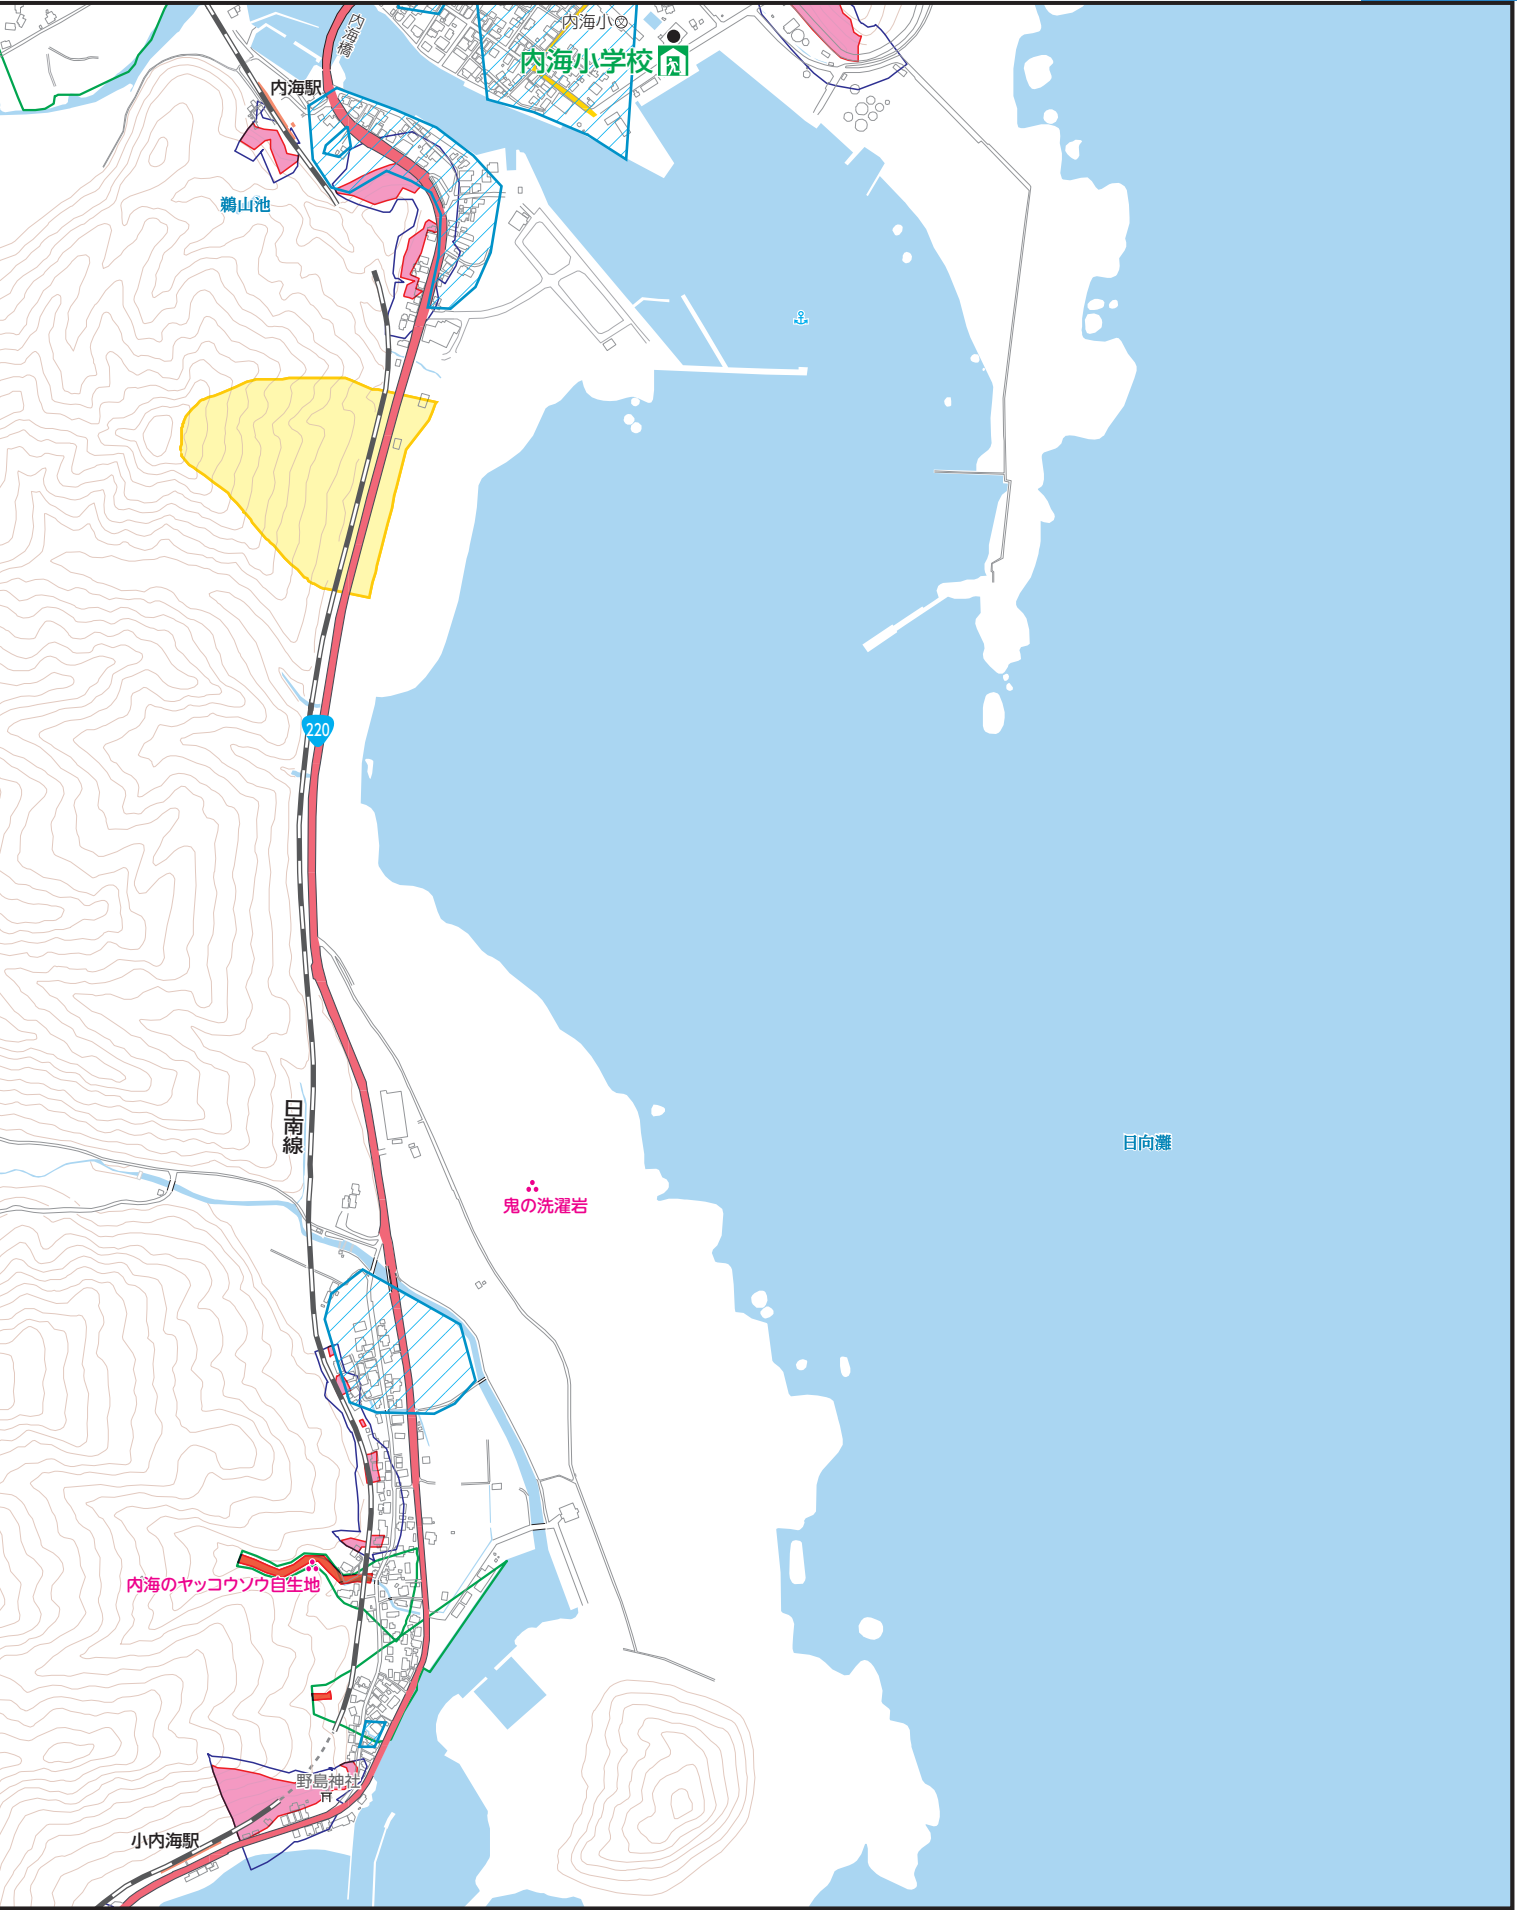 内海橋
内海小
内海小学校
内海駅
鵜山池
220
日南線
日向灘
鬼の洗濯岩
内海のヤッコウソウ自生地
野島神社
小内海駅